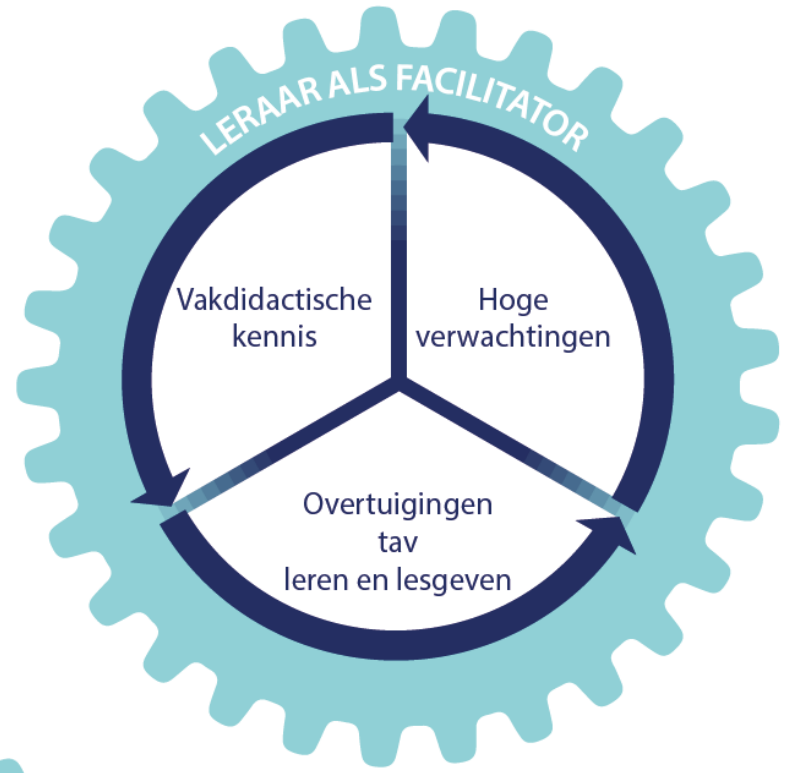 LERAAR ALS FACILITATOR
Vakdidactische
kennis
Hoge
verwachtingen
Overtuigingen
tav
leren en lesgeven